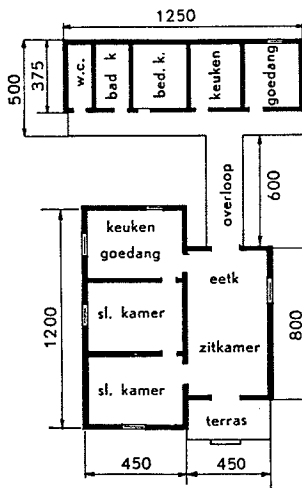 1250
500
375
w.c.
bad k
bed. k.
keuken
goedang
overloop
600
keuken
goedang
eetk
1200
sl. kamer
zitkamer
800
sl. kamer
terras
450
450